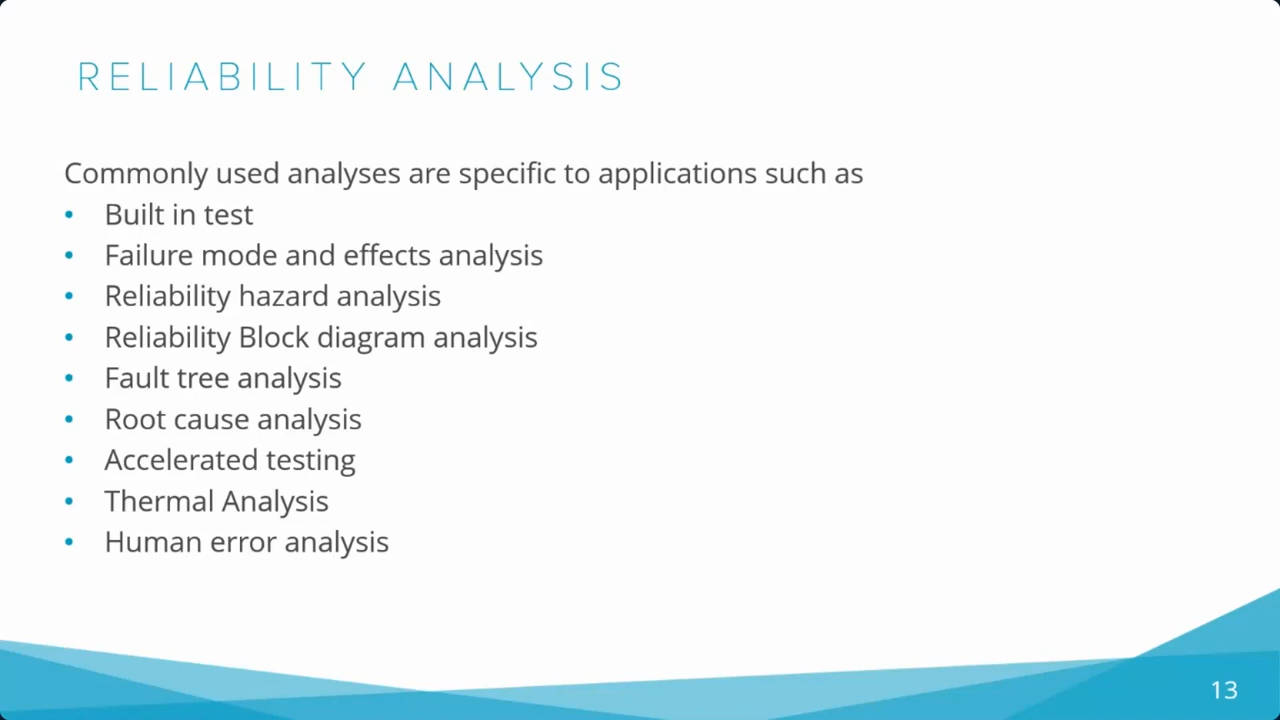 RELIABILITY ANALYSIS
Commonly used analyses are specific to applications such as
• Built in test
• Failure mode and effects analysis
• Reliability hazard analysis
• Reliability Block diagram analysis
• Fault tree analysis
• Root cause analysis
• Accelerated testing
• Thermal Analysis
• Human error analysis
13